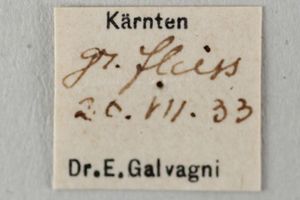 Kärnten
gr. fleiss
20. VII. 33
Dr. E. Galvagni